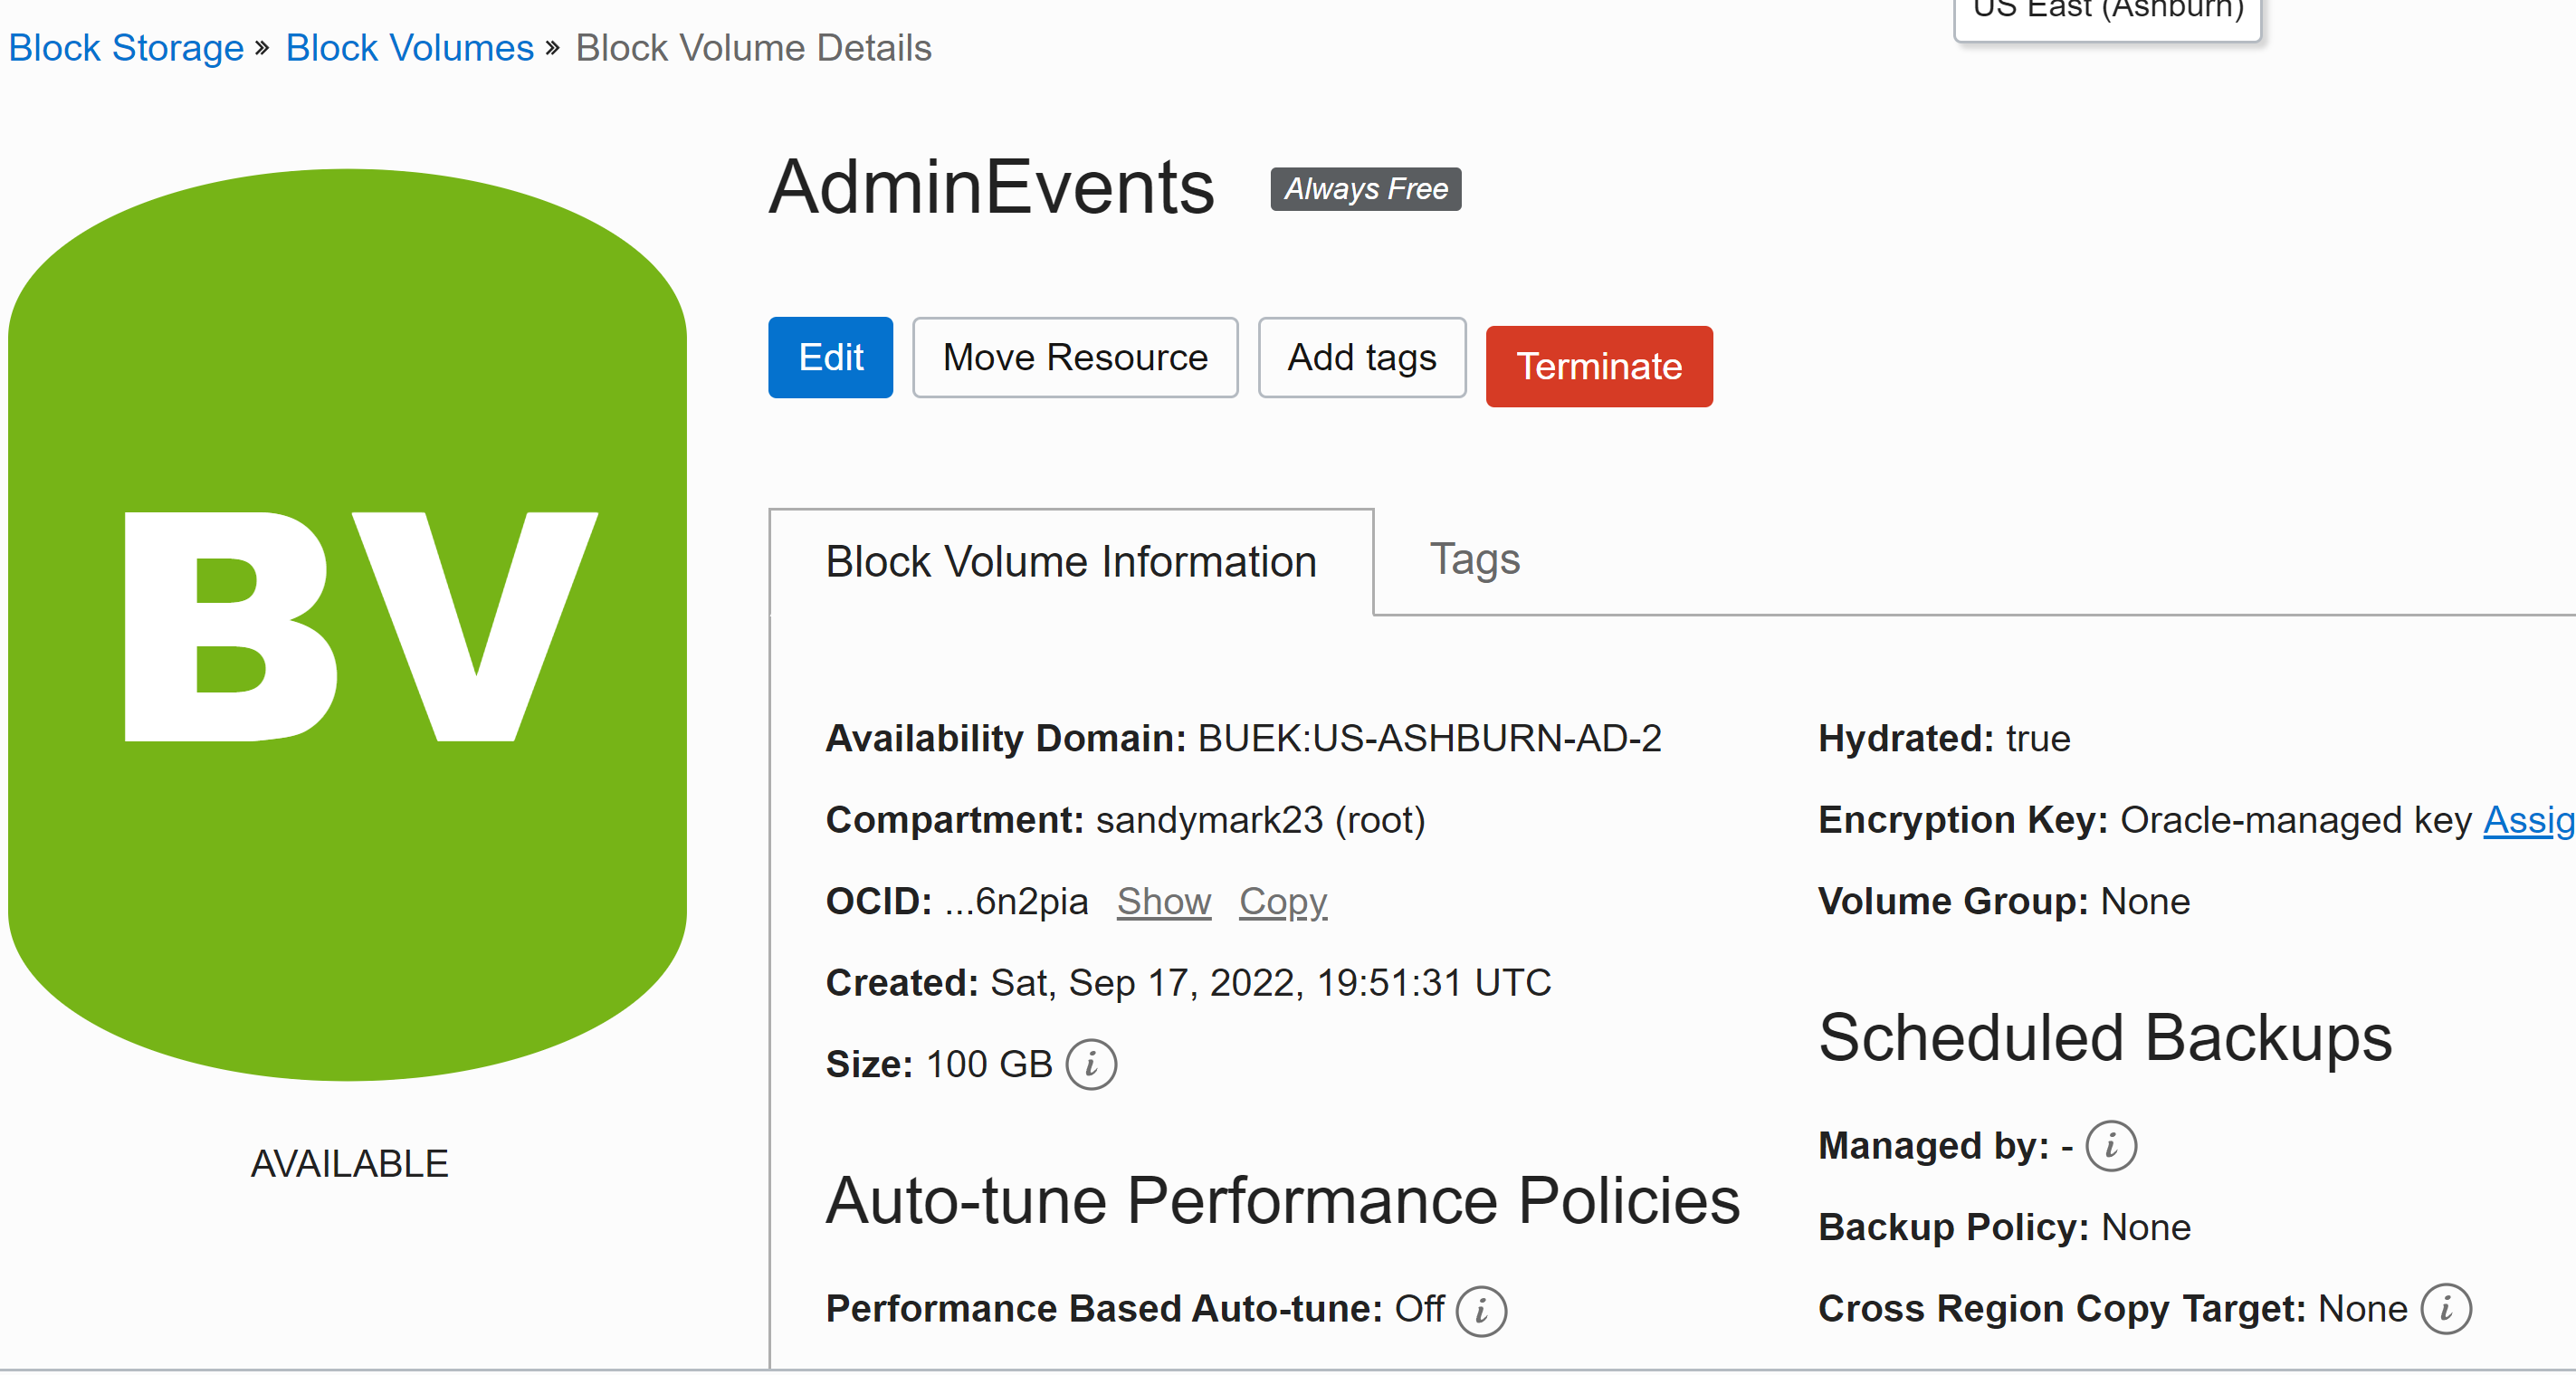 US East (Ashburn)
Block Storage » Block Volumes » Block Volume Details
AdminEvents Always Free
Edit Move Resource Add tags Terminate
BV
AVAILABLE
Block Volume Information Tags
Availability Domain: BUEK:US-ASHBURN-AD-2
Compartment: sandymark23 (root)
OCID: ...6n2pia Show Copy
Created: Sat, Sep 17, 2022, 19:51:31 UTC
Size: 100 GB i
Auto-tune Performance Policies
Performance Based Auto-tune: Off i
Hydrated: true
Encryption Key: Oracle-managed key Assig
Volume Group: None
Scheduled Backups
Managed by: - i
Backup Policy: None
Cross Region Copy Target: None i